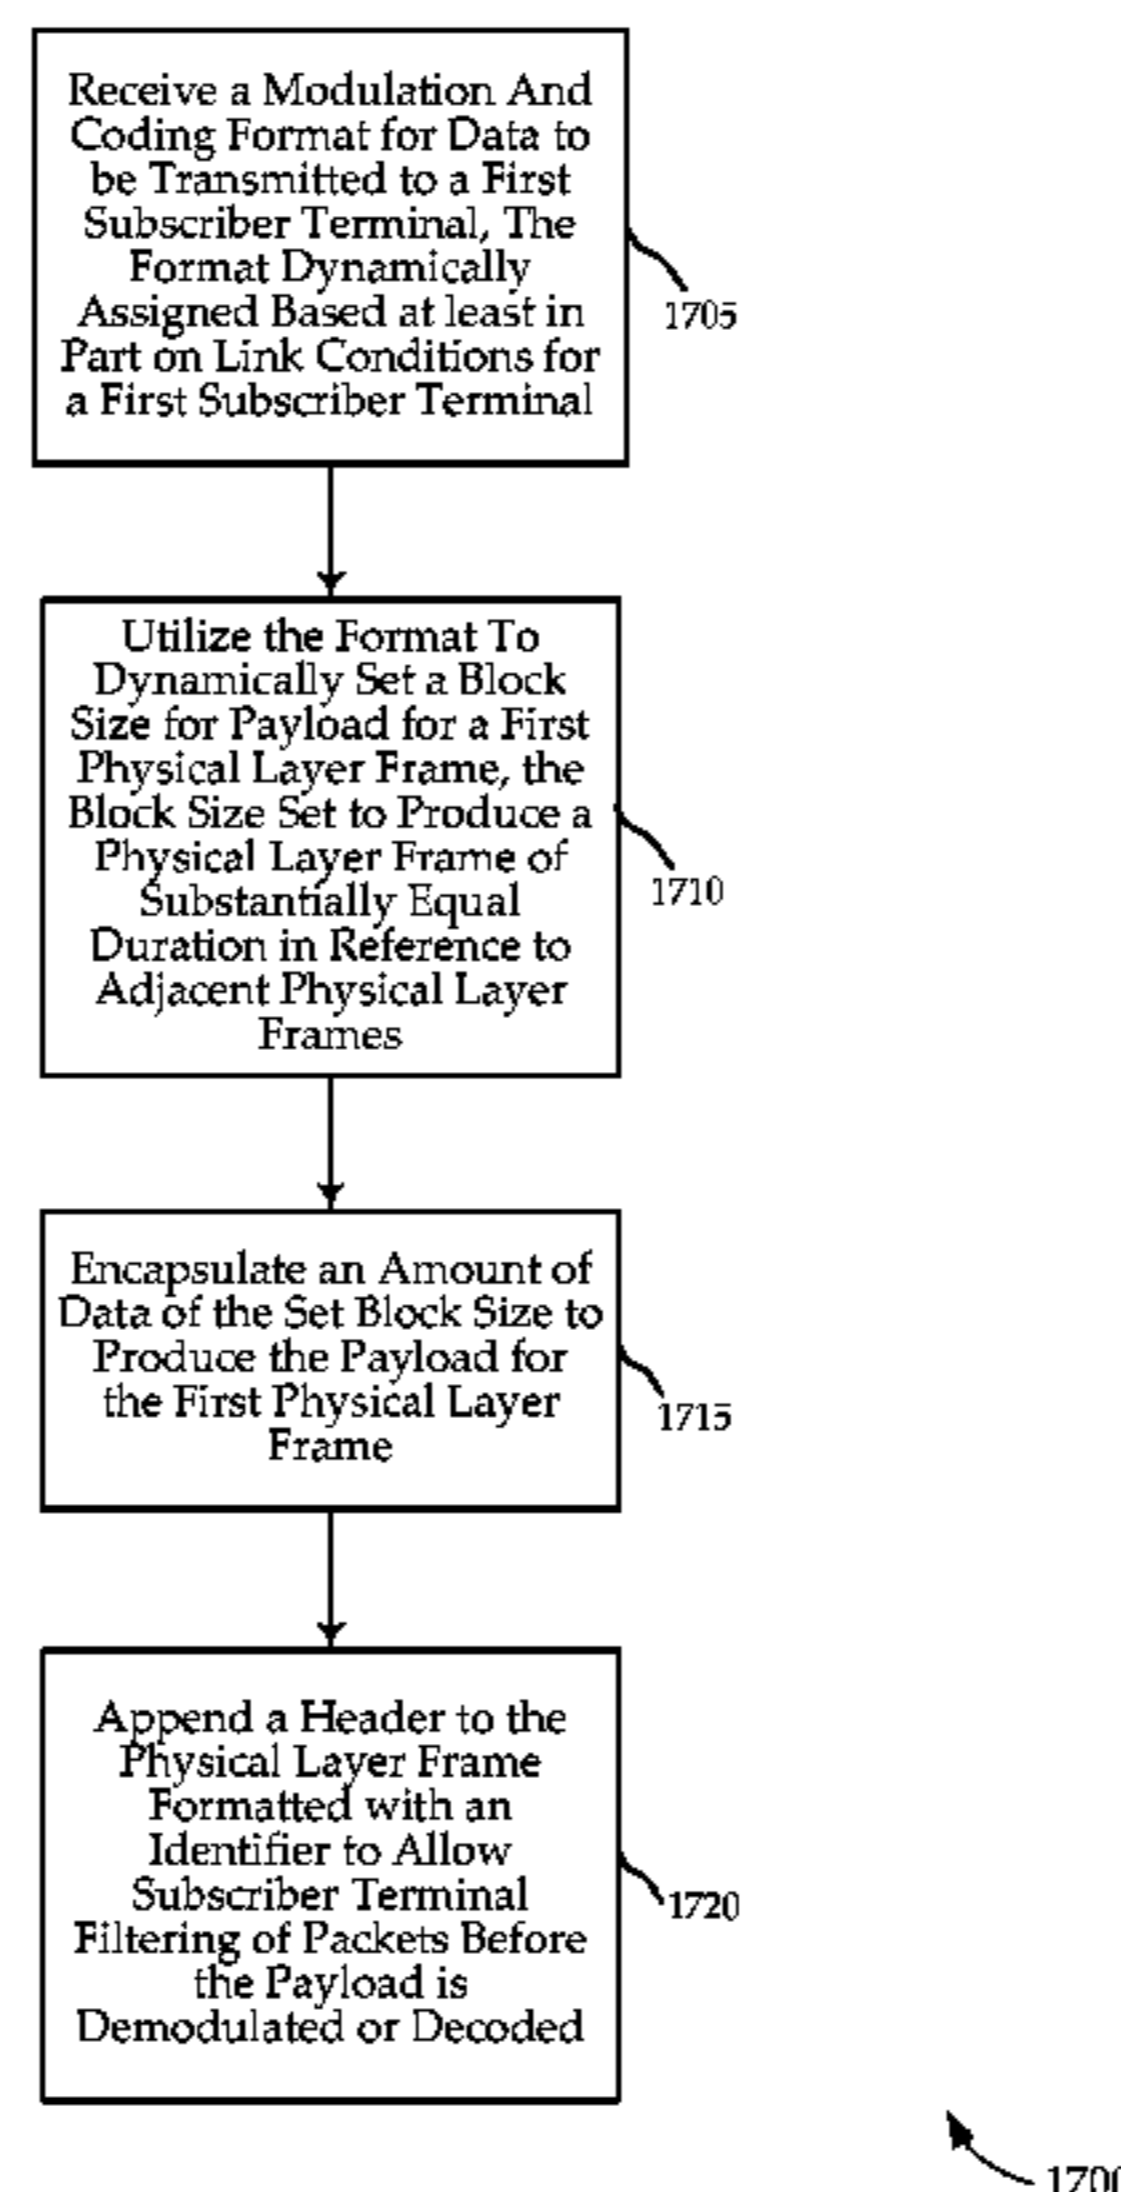 Receive a Modulation And
Coding Format for Data to
be Transmitted to a First
Subscriber Terminal, The
Format Dynamically
Assigned Based at least in
Part on Link Conditions for
a First Subscriber Terminal
1705
Utilize the Format To
Dynamically Set a Block
Size for Payload for a First
Physical Layer Frame, the
Block Size Set to Produce a
Physical Layer Frame of
Substantially Equal
Duration in Reference to
Adjacent Physical Layer
Frames
1710
Encapsulate an Amount of
Data of the Set Block Size to
Produce the Payload for
the First Physical Layer
Frame
1715
Append a Header to the
Physical Layer Frame
Formatted with an
Identifier to Allow
Subscriber Terminal
Filtering of Packets Before
the Payload is
Demodulated or Decoded
1720
1700